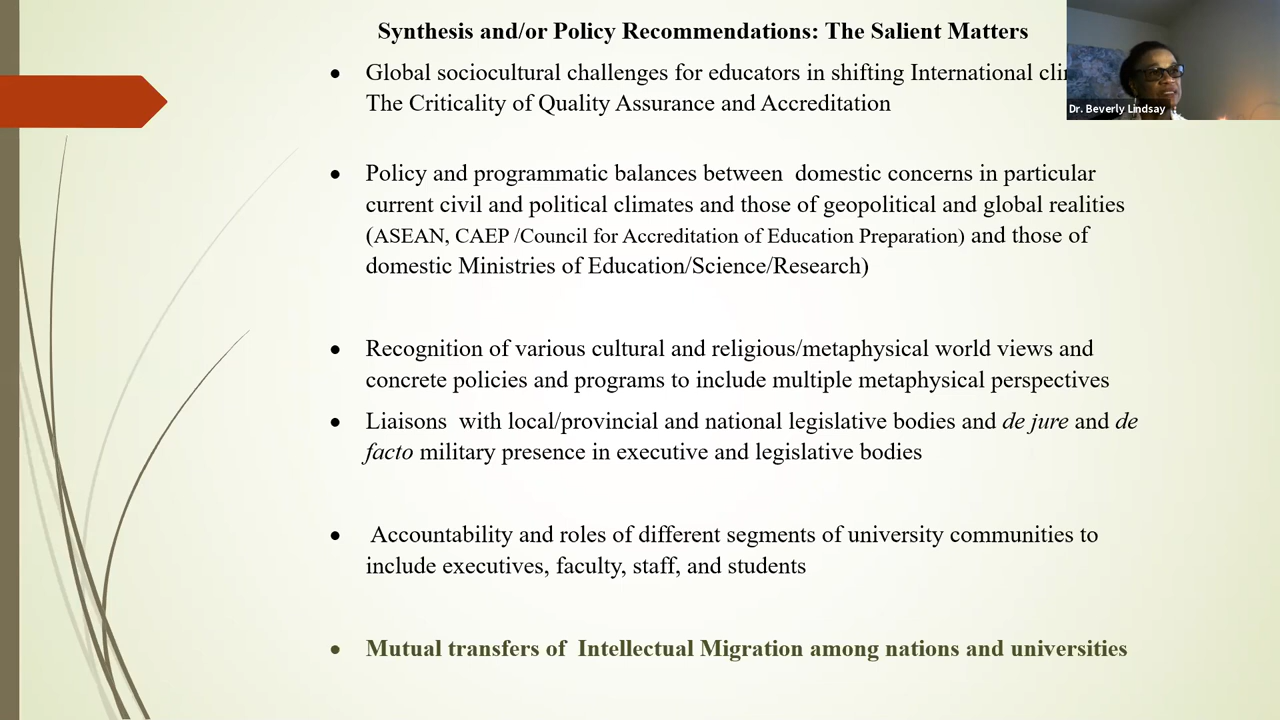 Synthesis and/or Policy Recommendations: The Salient Matters
● Global sociocultural challenges for educators in shifting International
The Criticality of Quality Assurance and Accreditation
Dr. Beverly Lindsay
● Policy and programmatic balances between domestic concerns in particular
current civil and political climates and those of geopolitical and global realities
(ASEAN, CAEP /Council for Accreditation of Education Preparation) and those of
domestic Ministries of Education/Science/Research)
● Recognition of various cultural and religious/metaphysical world views and
concrete policies and programs to include multiple metaphysical perspectives
● Liaisons with local/provincial and national legislative bodies and de jure and de
facto military presence in executive and legislative bodies
● Accountability and roles of different segments of university communities to
include executives, faculty, staff, and students
● Mutual transfers of Intellectual Migration among nations and universities